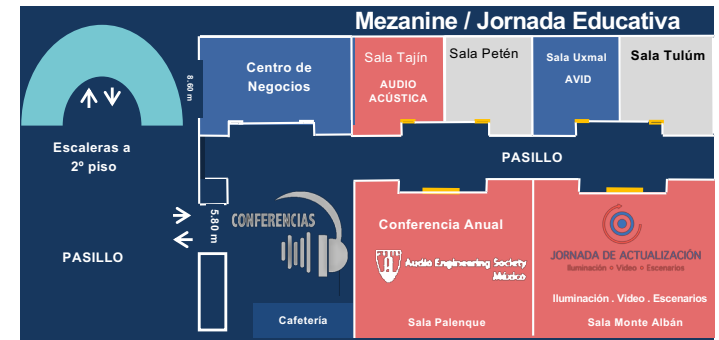 Mezanine / Jornada Educativa
Centro de
Negocios
8.60 m
Sala Tajín
AUDIO
ACÚSTICA
Sala Petén
Sala Uxmal
AVID
Sala Tulúm
Escaleras a
2º piso
PASILLO
PASILLO
5.80 m
CONFERENCIAS
Conferencia Anual
Audio Engineering Society
México
JORNADA DE ACTUALIZACIÓN
Iluminación Video Escenarios
Iluminación . Video . Escenarios
Cafetería
Sala Palenque
Sala Monte Albán